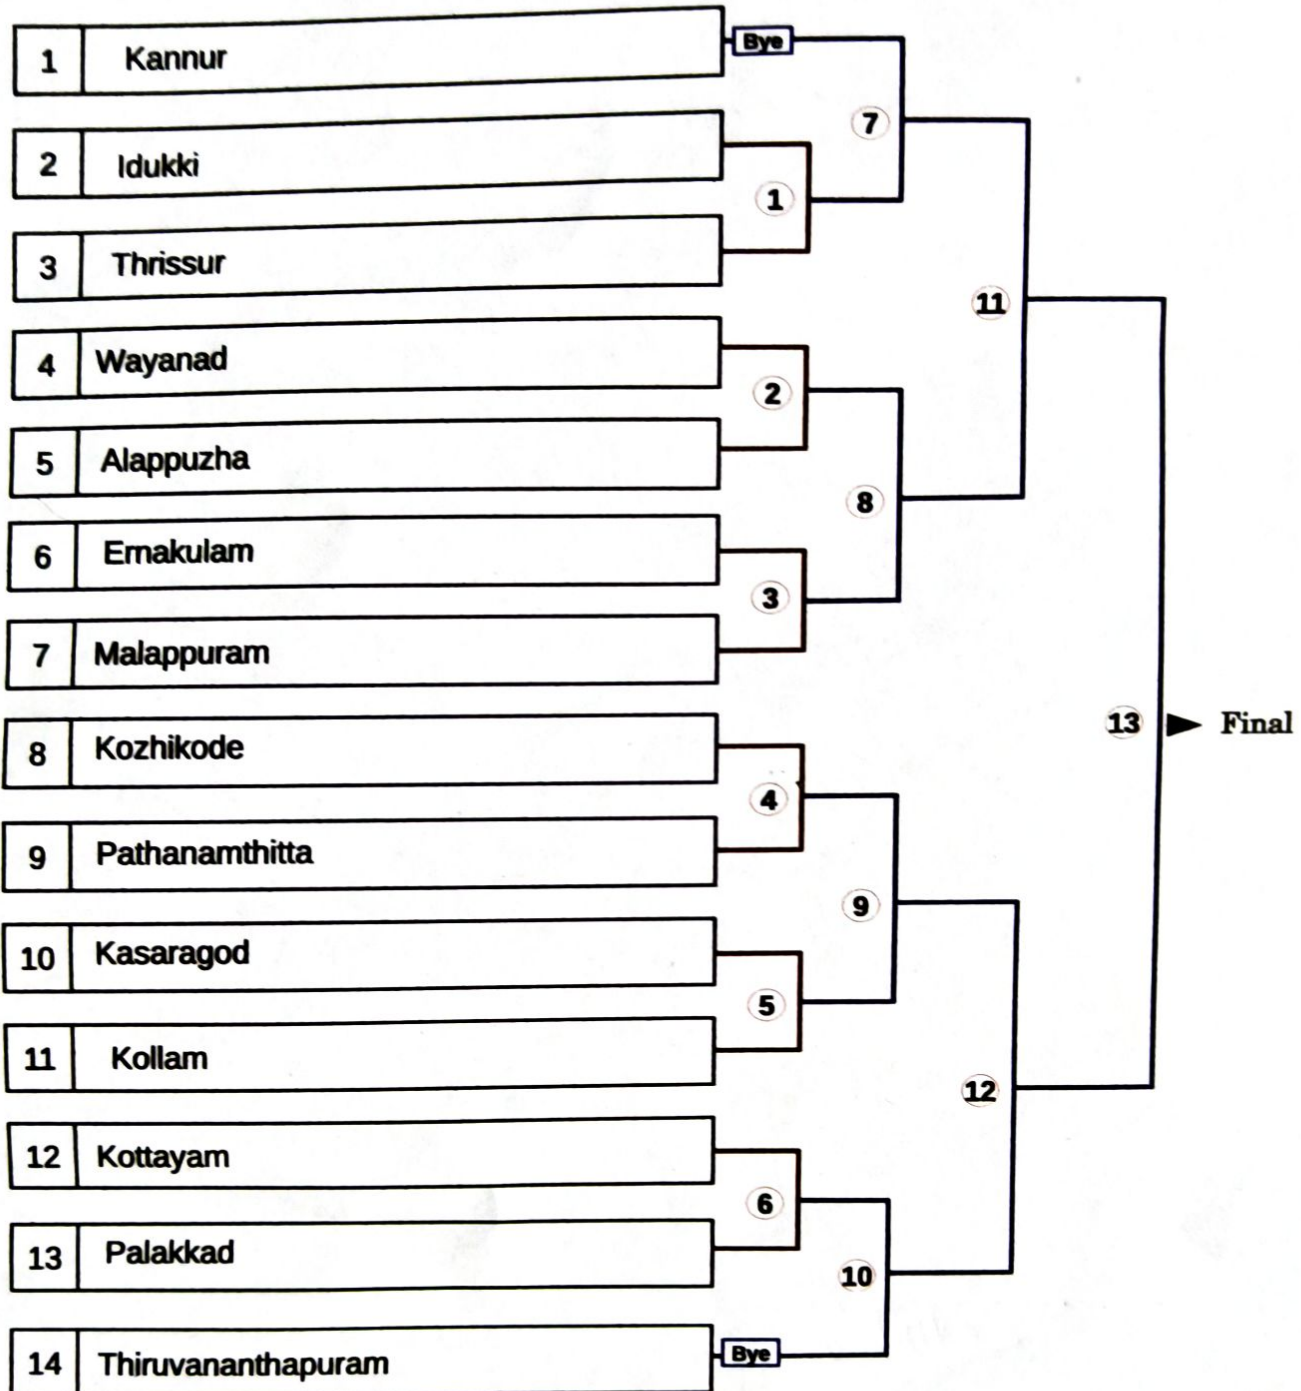 1 Kannur Bye
7
2 Idukki
1
3 Thrissur
11
4 Wayanad
2
5 Alappuzha
8
6 Ernakulam
3
7 Malappuram
13 Final
8 Kozhikode
4
9 Pathanamthitta
9
10 Kasaragod
5
11 Kollam
12
12 Kottayam
6
13 Palakkad
10
14 Thiruvananthapuram Bye